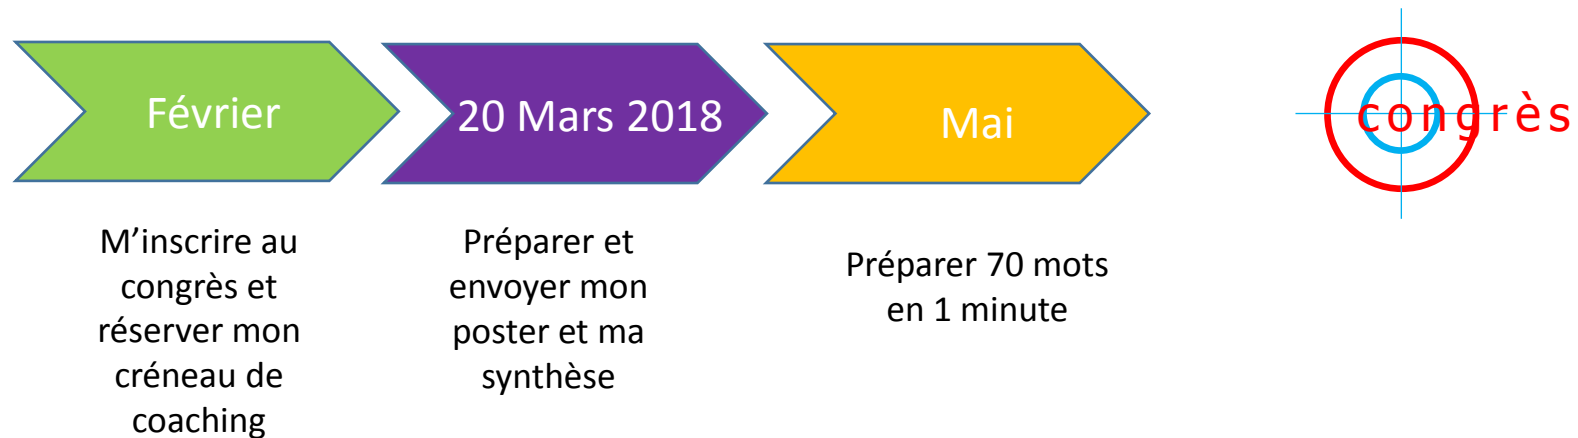 Février
20 Mars 2018
Mai
congrès
M’inscrire au
congrès et
réserver mon
créneau de
coaching
Préparer et
envoyer mon
poster et ma
synthèse
Préparer 70 mots
en 1 minute